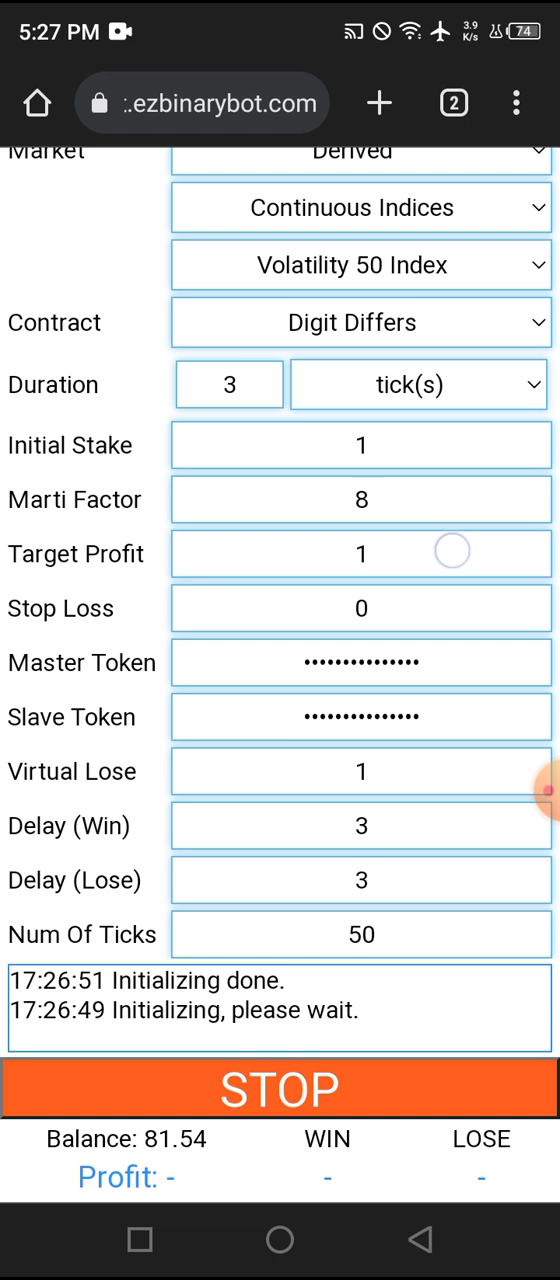 5:27 PM
3.9
K/s
74
:.ezbinarybot.com
2
Market Derived
Continuous Indices
Volatility 50 Index
Contract Digit Differs
Duration 3 tick(s)
Initial Stake 1
Marti Factor 8
Target Profit 1
Stop Loss 0
Master Token •••••••••••••••
Slave Token •••••••••••••••
Virtual Lose 1
Delay (Win) 3
Delay (Lose) 3
Num Of Ticks 50
17:26:51 Initializing done.
17:26:49 Initializing, please wait.
STOP
Balance: 81.54 WIN LOSE
Profit: - - -